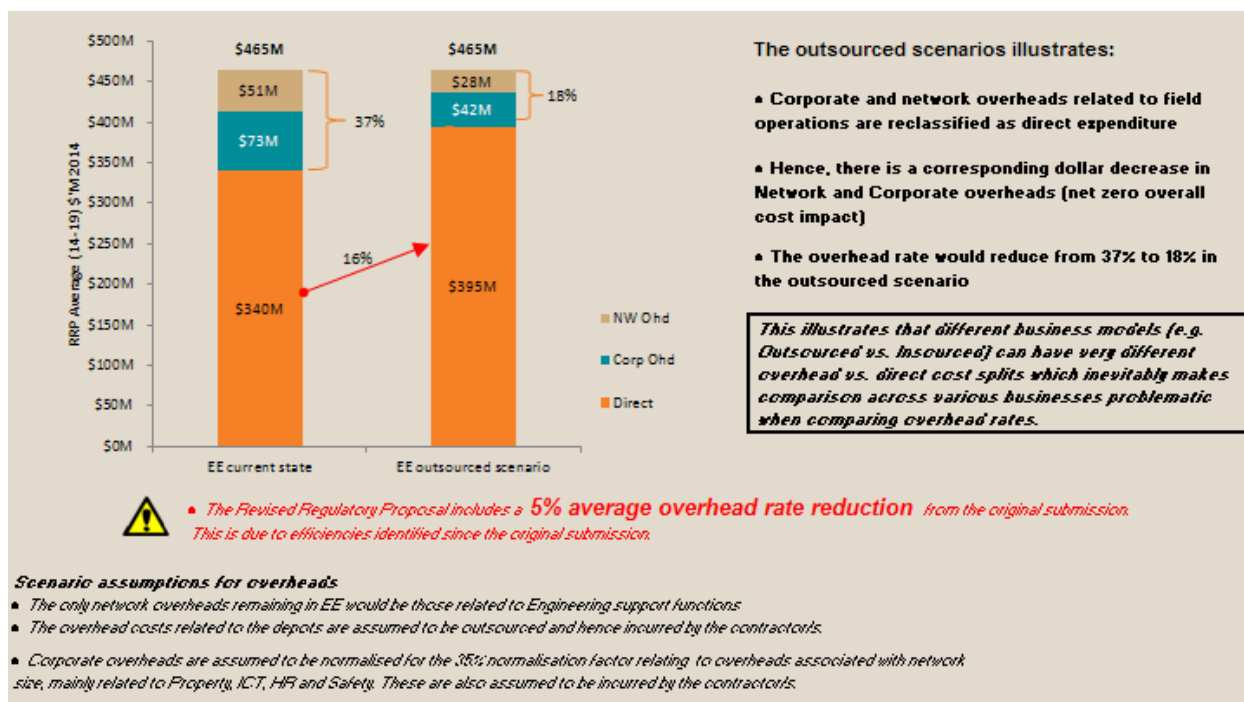 $500M
$450M
$400M
$350M
$300M
$250M
$200M
$150M
$100M
$50M
$0M
RRP Average (14-19) $'M 2014
$465M
$51M
$73M
$340M
37%
16%
$465M
$28M
$42M
$395M
18%
EE current state
EE outsourced scenario
NW Ohd
Corp Ohd
Direct
The outsourced scenarios illustrates:
• Corporate and network overheads related to field
operations are reclassified as direct expenditure
• Hence, there is a corresponding dollar decrease in
Network and Corporate overheads (net zero overall
cost impact)
• The overhead rate would reduce from 37% to 18% in
the outsourced scenario
This illustrates that different business models (e.g.
Outsourced vs. Insourced) can have very different
overhead vs. direct cost splits which inevitably makes
comparison across various businesses problematic
when comparing overhead rates.
• The Revised Regulatory Proposal includes a 5% average overhead rate reduction from the original submission.
This is due to efficiencies identified since the original submission.
Scenario assumptions for overheads
• The only network overheads remaining in EE would be those related to Engineering support functions
• The overhead costs related to the depots are assumed to be outsourced and hence incurred by the contractor/s.
• Corporate overheads are assumed to be normalised for the 35% normalisation factor relating to overheads associated with network
size, mainly related to Property, ICT, HR and Safety. These are also assumed to be incurred by the contractor/s.